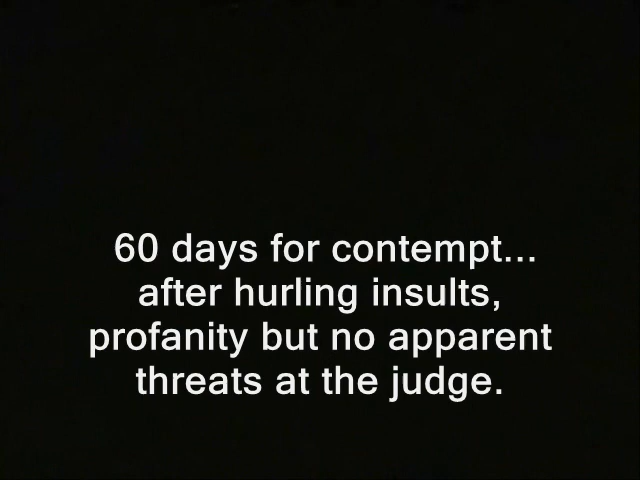 60 days for contempt...
after hurling insults,
profanity but no apparent
threats at the judge.